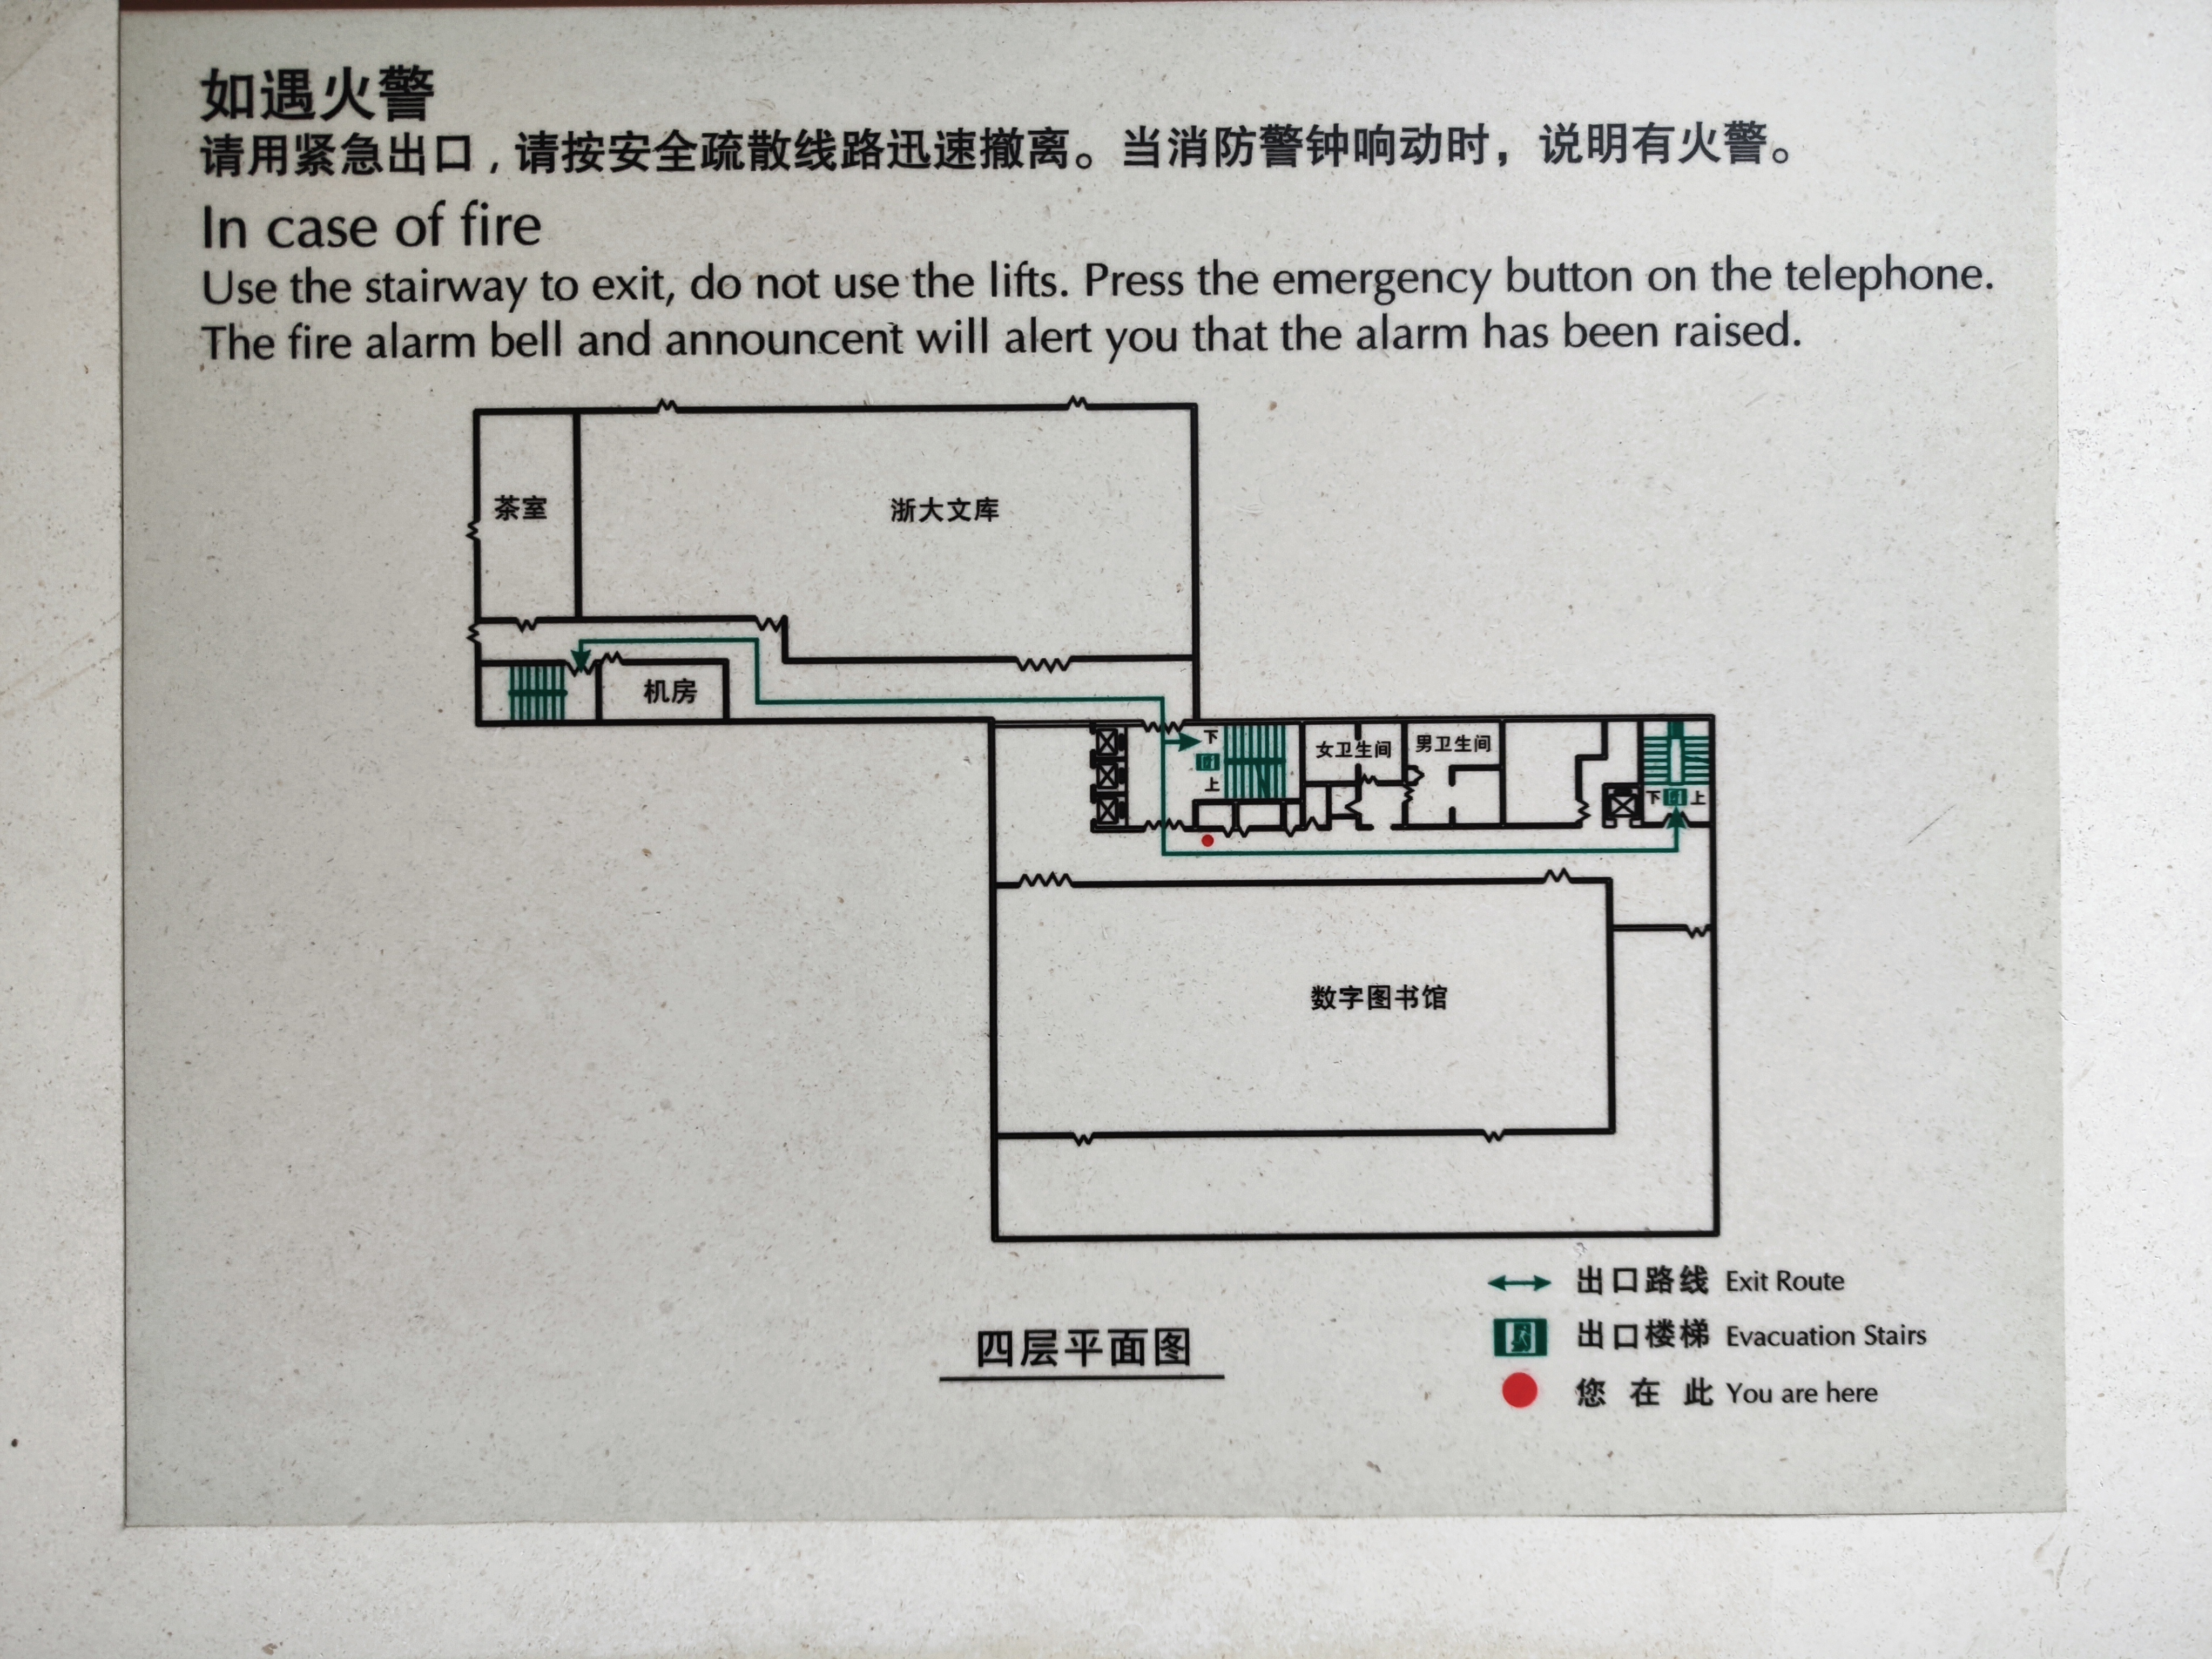 如遇火警
请用紧急出口，请按安全疏散线路迅速撤离。当消防警钟响动时，说明有火警。
In case of fire
Use the stairway to exit, do not use the lifts. Press the emergency button on the telephone.
The fire alarm bell and announcent will alert you that the alarm has been raised.
茶室
浙大文库
机房
下
上
女卫生间
男卫生间
下
上
数字图书馆
出口路线 Exit Route
出口楼梯 Evacuation Stairs
您在此 You are here
四层平面图